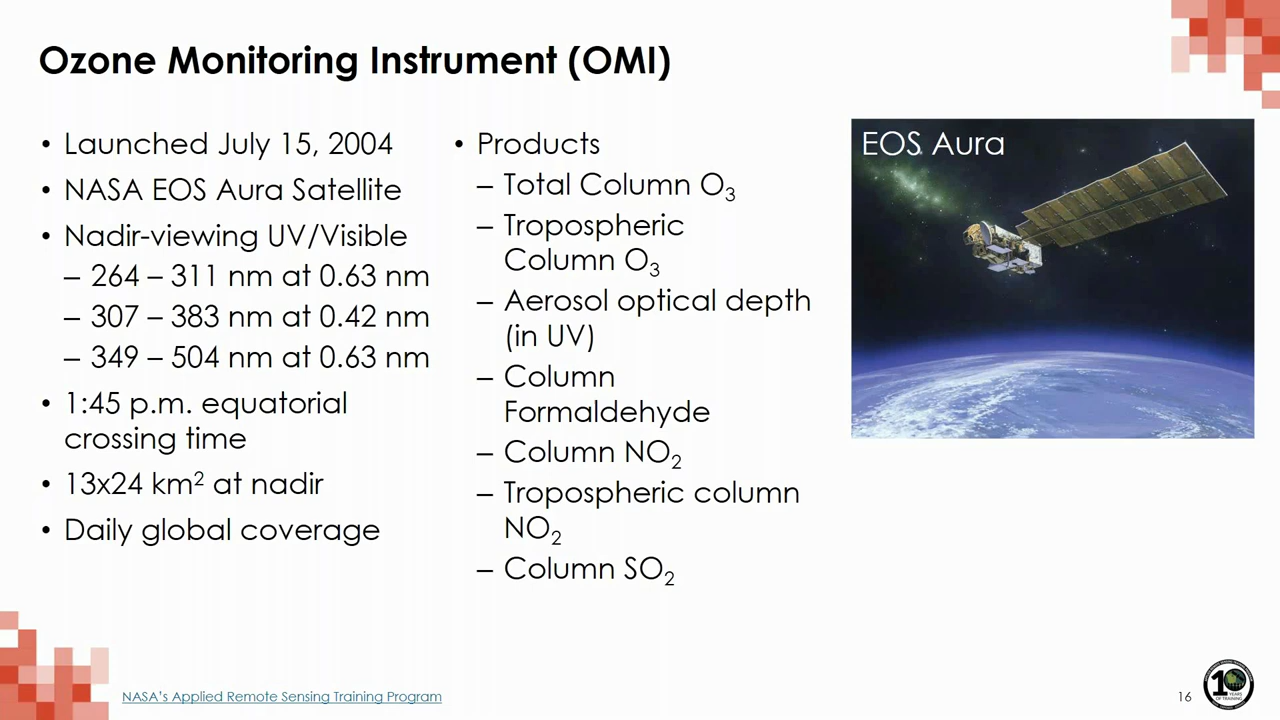 Ozone Monitoring Instrument (OMI)
• Launched July 15, 2004
• NASA EOS Aura Satellite
• Nadir-viewing UV/Visible
– 264 – 311 nm at 0.63 nm
– 307 – 383 nm at 0.42 nm
– 349 – 504 nm at 0.63 nm
• 1:45 p.m. equatorial
crossing time
• 13x24 km² at nadir
• Daily global coverage
• Products
– Total Column O₃
– Tropospheric
Column O₃
– Aerosol optical depth
(in UV)
– Column
Formaldehyde
– Column NO₂
– Tropospheric column
NO₂
– Column SO₂
EOS Aura
NASA's Applied Remote Sensing Training Program
16
10
YEARS
OF TRAINING